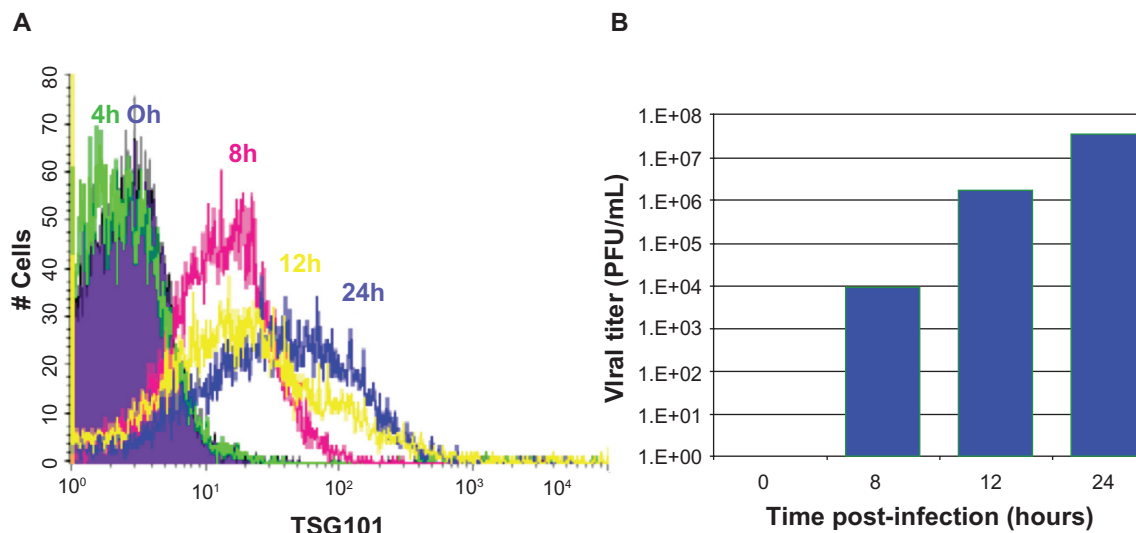 A
80
70
60
50
40
30
20
10
0
# Cells
4h Oh
8h
12h
24h
10⁰ 10¹ 10² 10³ 10⁴
TSG101
B
VIral titer (PFU/mL)
1.E+08
1.E+07
1.E+06
1.E+05
1.E+04
1.E+03
1.E+02
1.E+01
1.E+00
0 8 12 24
Time post-infection (hours)